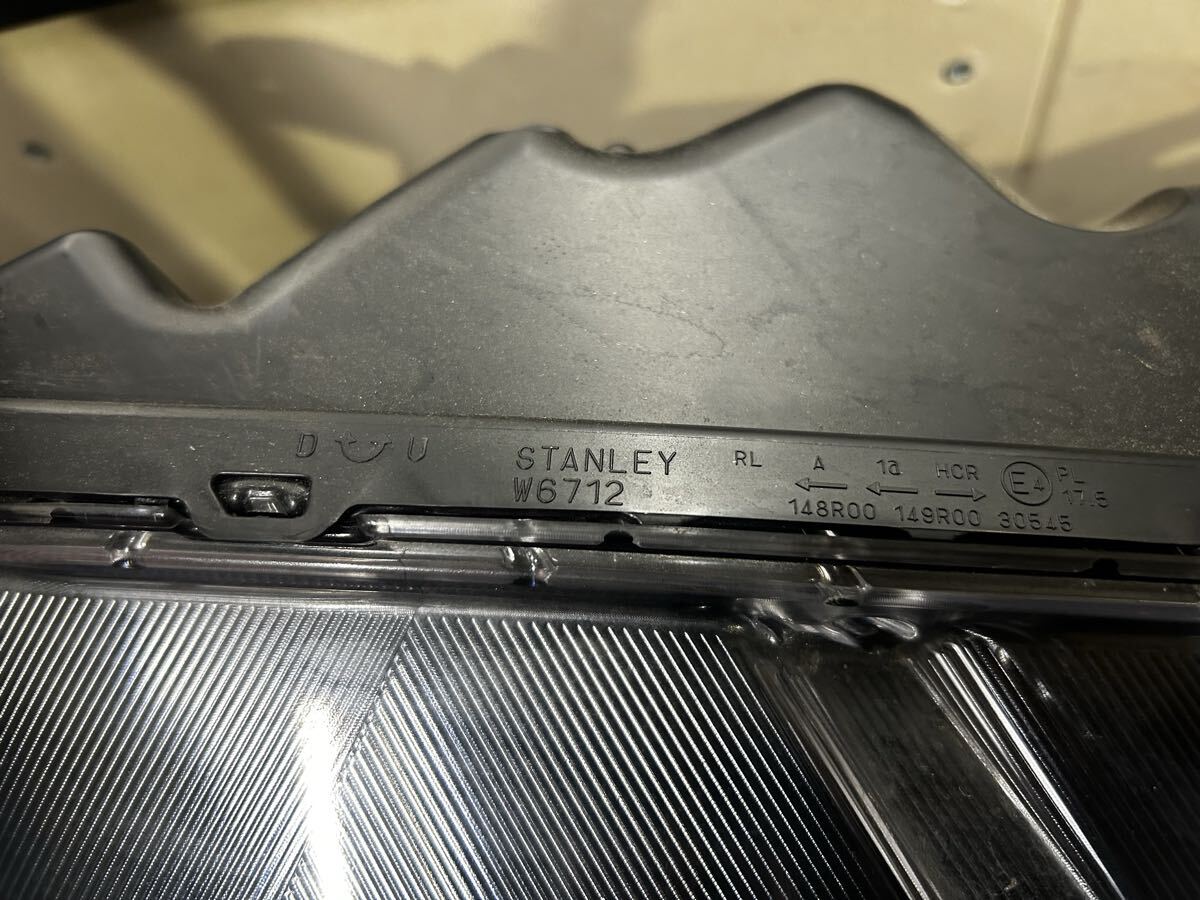 D U
STANLEY
W6712
RL A 1a HCR E4 PL
← ← → 17.5
148R00 149R00 30545